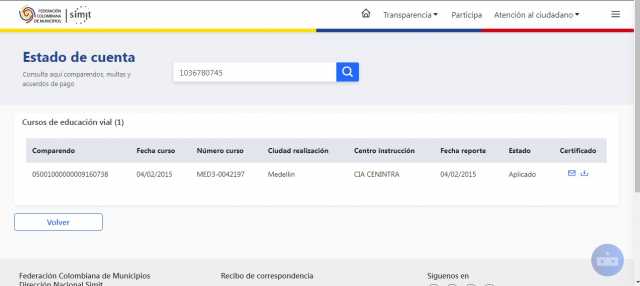 FEDERACIÓN
COLOMBIANA
DE MUNICIPIOS
simit
Transparencia
Participa
Atención al ciudadano
Estado de cuenta
Consulta aquí comparendos, multas y
acuerdos de pago
1036780745
Cursos de educación vial (1)
Comparendo Fecha curso Número curso Ciudad realización Centro instrucción Fecha reporte Estado Certificado
05001000000009160738 04/02/2015 MED3-0042197 Medellin CIA CENINTRA 04/02/2015 Aplicado
Volver
Federación Colombiana de Municipios Recibo de correspondencia Síguenos en
Dirección Nacional Simit